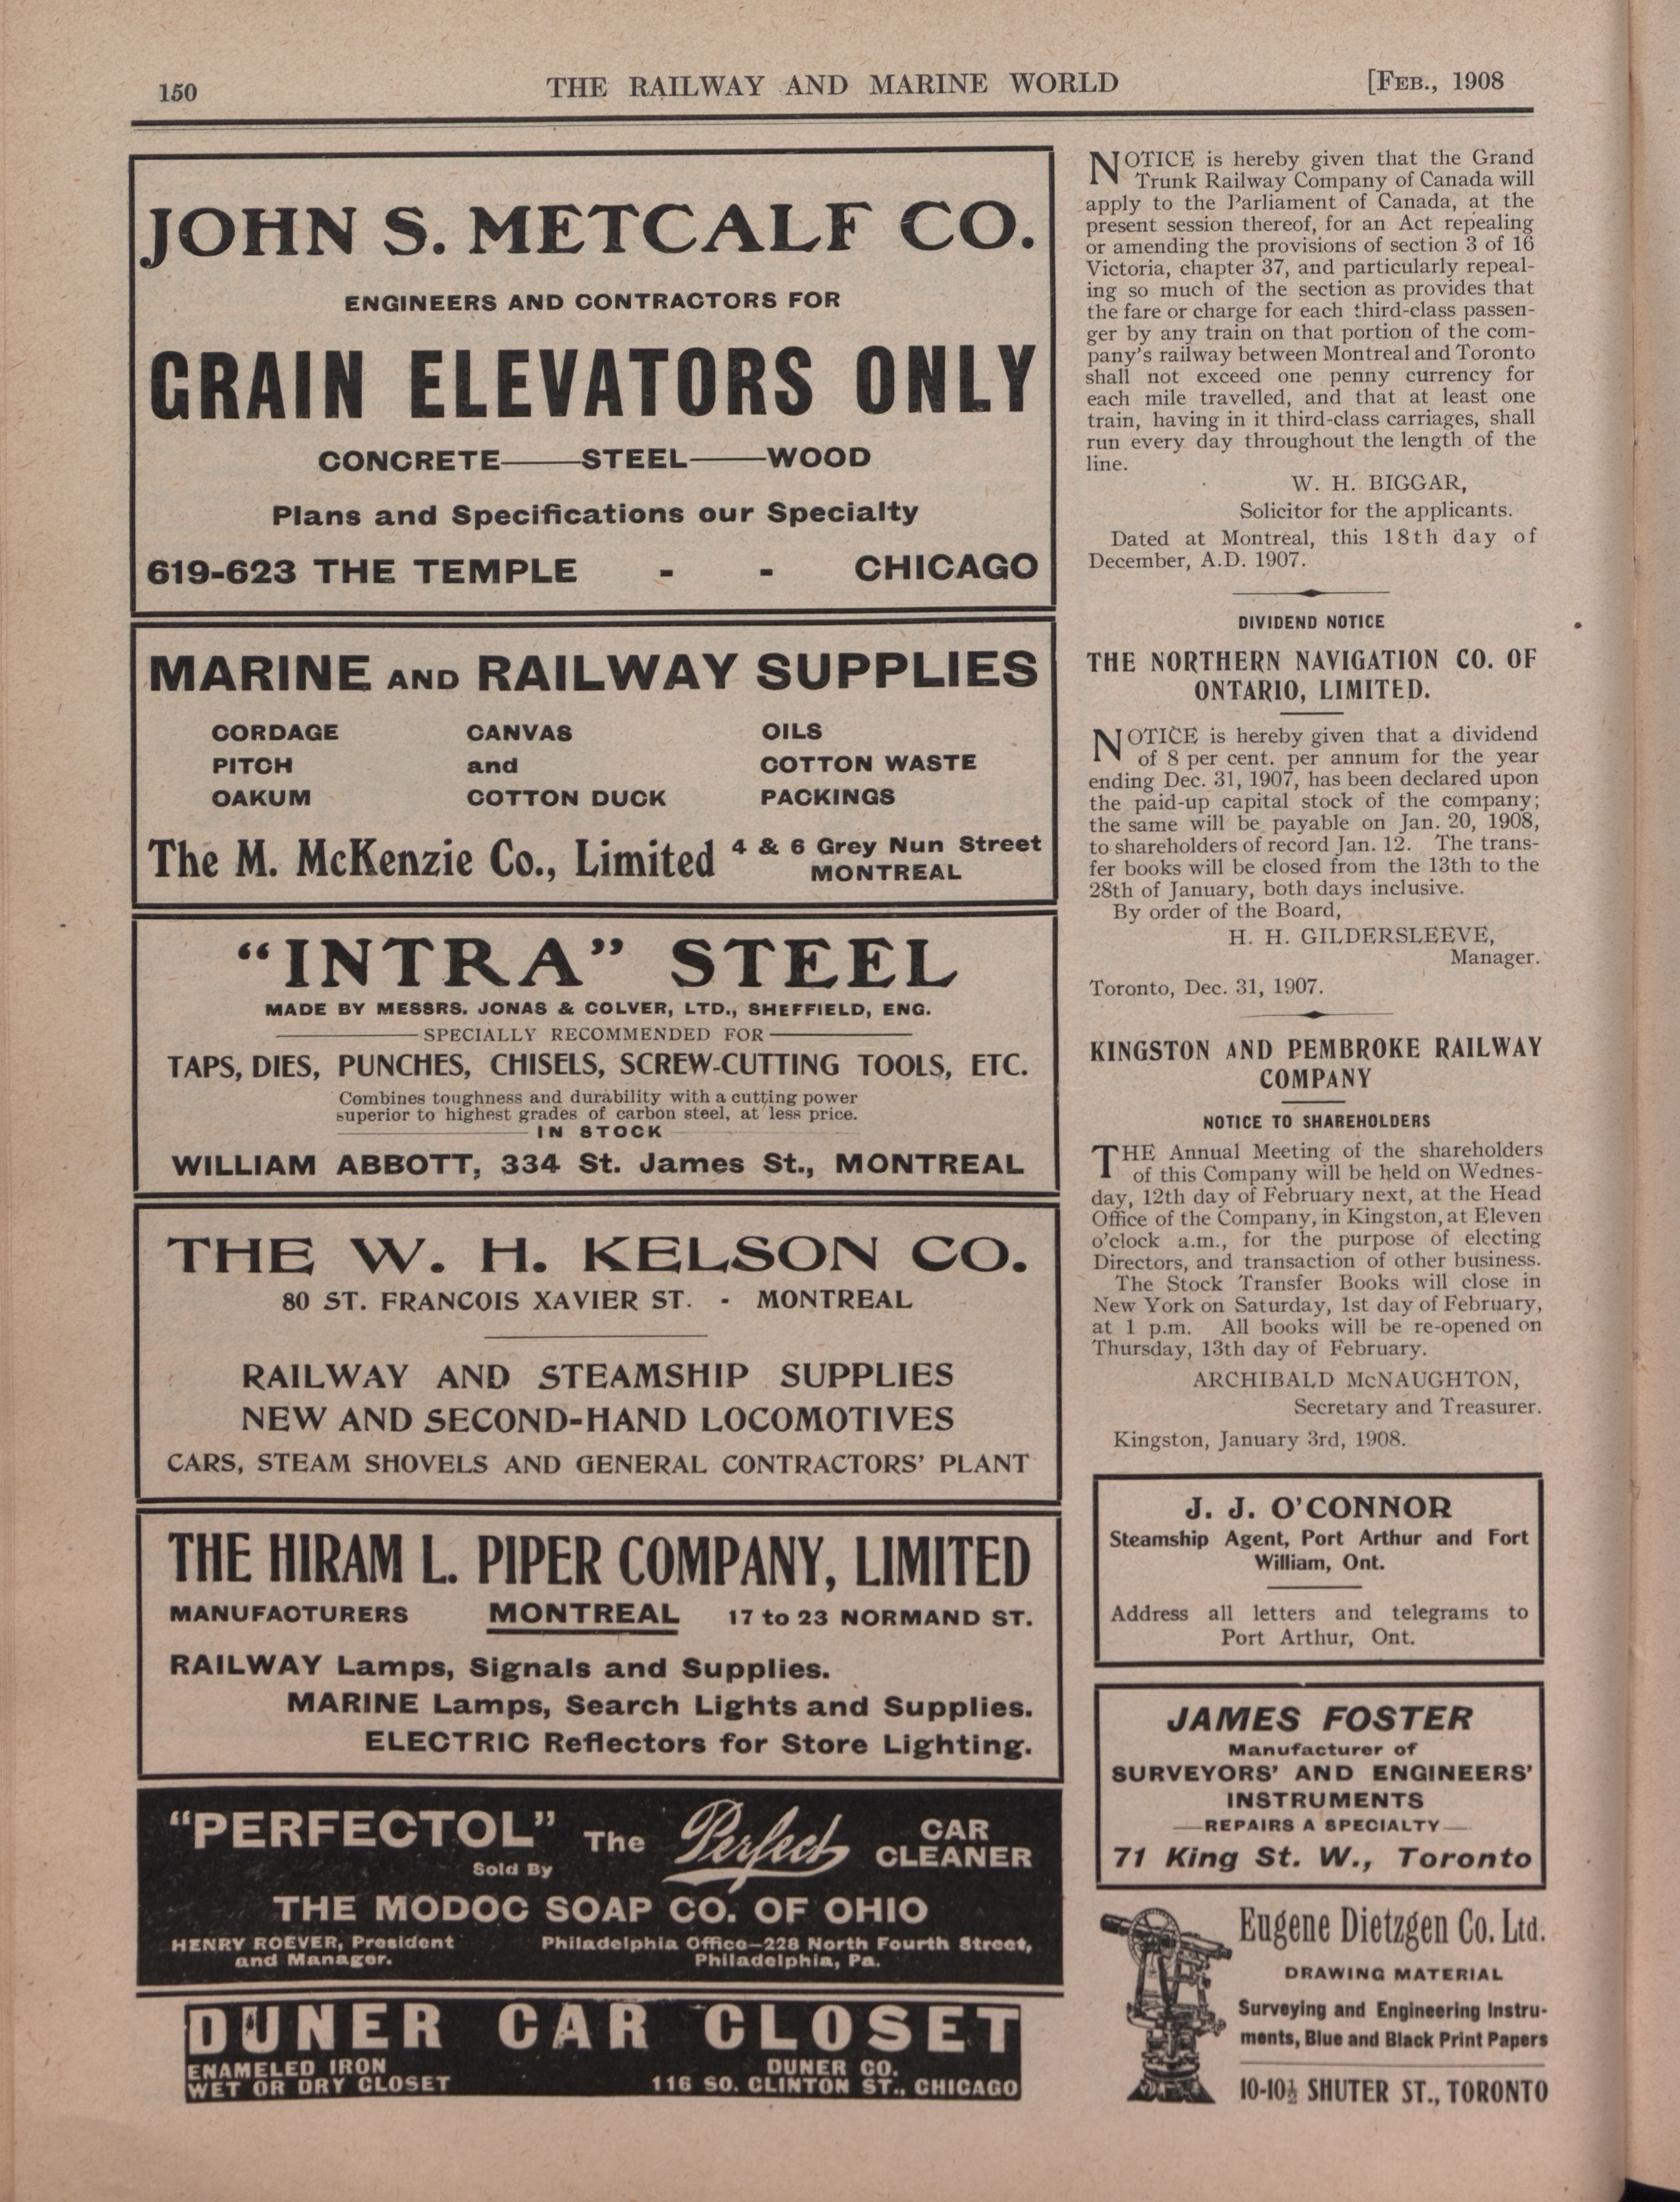 150
THE RAILWAY AND MARINE WORLD
[FEB., 1908
JOHN S. METCALF CO.
ENGINEERS AND CONTRACTORS FOR
GRAIN ELEVATORS ONLY
CONCRETE——STEEL——WOOD
Plans and Specifications our Specialty
619-623 THE TEMPLE - - CHICAGO
MARINE AND RAILWAY SUPPLIES
CORDAGE CANVAS OILS
PITCH and COTTON WASTE
OAKUM COTTON DUCK PACKINGS
The M. McKenzie Co., Limited 4 & 6 Grey Nun Street
MONTREAL
"INTRA" STEEL
MADE BY MESSRS. JONAS & COLVER, LTD., SHEFFIELD, ENG.
SPECIALLY RECOMMENDED FOR
TAPS, DIES, PUNCHES, CHISELS, SCREW-CUTTING TOOLS, ETC.
Combines toughness and durability with a cutting power
superior to highest grades of carbon steel, at less price.
IN STOCK
WILLIAM ABBOTT, 334 St. James St., MONTREAL
THE W. H. KELSON CO.
80 ST. FRANCOIS XAVIER ST. - MONTREAL
RAILWAY AND STEAMSHIP SUPPLIES
NEW AND SECOND-HAND LOCOMOTIVES
CARS, STEAM SHOVELS AND GENERAL CONTRACTORS' PLANT
THE HIRAM L. PIPER COMPANY, LIMITED
MANUFACTURERS MONTREAL 17 to 23 NORMAND ST.
RAILWAY Lamps, Signals and Supplies.
MARINE Lamps, Search Lights and Supplies.
ELECTRIC Reflectors for Store Lighting.
"PERFECTOL" The Perfect CAR
CLEANER
Sold By
THE MODOC SOAP CO. OF OHIO
HENRY ROEVER, President
and Manager.
Philadelphia Office—228 North Fourth Street,
Philadelphia, Pa.
DUNER CAR CLOSET
ENAMELED IRON
WET OR DRY CLOSET
DUNER CO.
116 SO. CLINTON ST., CHICAGO
NOTICE is hereby given that the Grand
Trunk Railway Company of Canada will
apply to the Parliament of Canada, at the
present session thereof, for an Act repealing
or amending the provisions of section 3 of 16
Victoria, chapter 37, and particularly repeal-
ing so much of the section as provides that
the fare or charge for each third-class passen-
ger by any train on that portion of the com-
pany's railway between Montreal and Toronto
shall not exceed one penny currency for
each mile travelled, and that at least one
train, having in it third-class carriages, shall
run every day throughout the length of the
line.
W. H. BIGGAR,
Solicitor for the applicants.
Dated at Montreal, this 18th day of
December, A.D. 1907.
DIVIDEND NOTICE
THE NORTHERN NAVIGATION CO. OF
ONTARIO, LIMITED.
NOTICE is hereby given that a dividend
of 8 per cent. per annum for the year
ending Dec. 31, 1907, has been declared upon
the paid-up capital stock of the company;
the same will be payable on Jan. 20, 1908,
to shareholders of record Jan. 12. The trans-
fer books will be closed from the 13th to the
28th of January, both days inclusive.
By order of the Board,
H. H. GILDERSLEEVE,
Manager.
Toronto, Dec. 31, 1907.
KINGSTON AND PEMBROKE RAILWAY
COMPANY
NOTICE TO SHAREHOLDERS
THE Annual Meeting of the shareholders
of this Company will be held on Wednes-
day, 12th day of February next, at the Head
Office of the Company, in Kingston, at Eleven
o'clock a.m., for the purpose of electing
Directors, and transaction of other business.
The Stock Transfer Books will close in
New York on Saturday, 1st day of February,
at 1 p.m. All books will be re-opened on
Thursday, 13th day of February.
ARCHIBALD McNAUGHTON,
Secretary and Treasurer.
Kingston, January 3rd, 1908.
J. J. O'CONNOR
Steamship Agent, Port Arthur and Fort
William, Ont.
Address all letters and telegrams to
Port Arthur, Ont.
JAMES FOSTER
Manufacturer of
SURVEYORS' AND ENGINEERS'
INSTRUMENTS
—REPAIRS A SPECIALTY—
71 King St. W., Toronto
Eugene Dietzgen Co. Ltd.
DRAWING MATERIAL
Surveying and Engineering Instru-
ments, Blue and Black Print Papers
10-10½ SHUTER ST., TORONTO